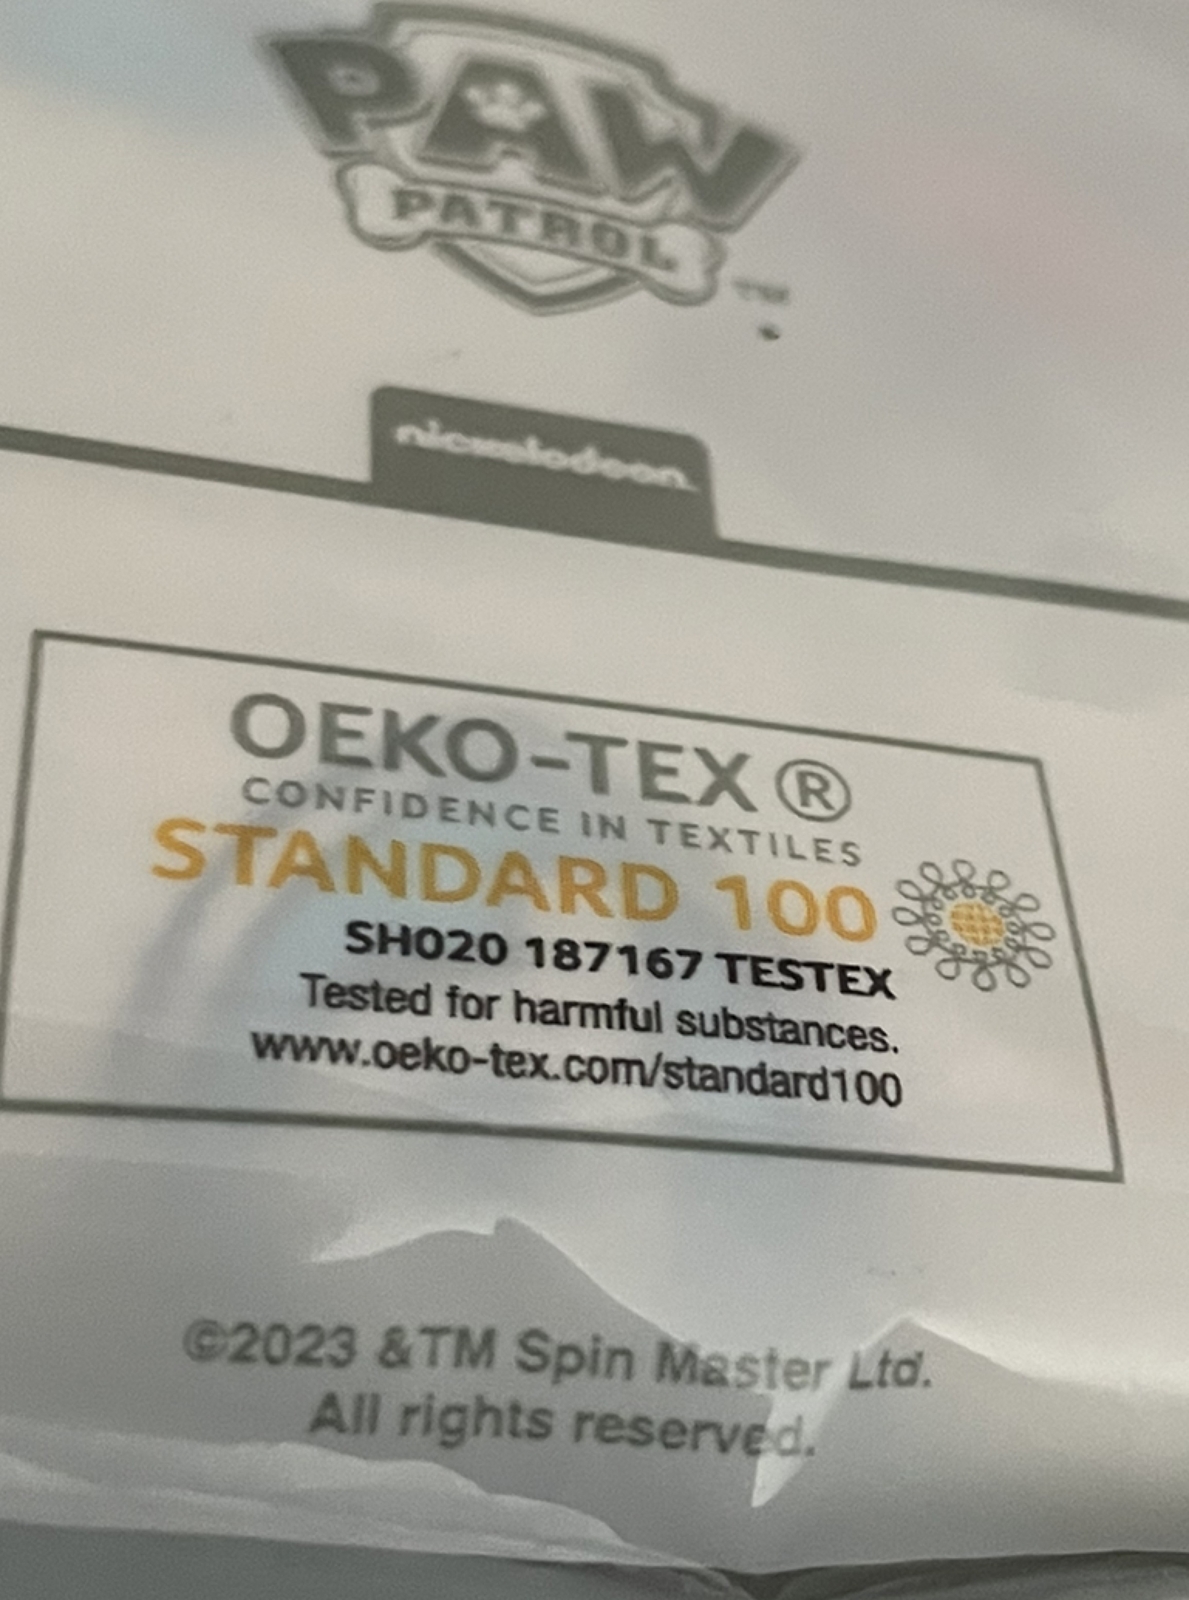 PAW
PATROL
TM
nickelodeon
OEKO-TEX ®
CONFIDENCE IN TEXTILES
STANDARD 100
SH020 187167 TESTEX
Tested for harmful substances.
www.oeko-tex.com/standard100
©2023 &TM Spin Master Ltd.
All rights reserved.